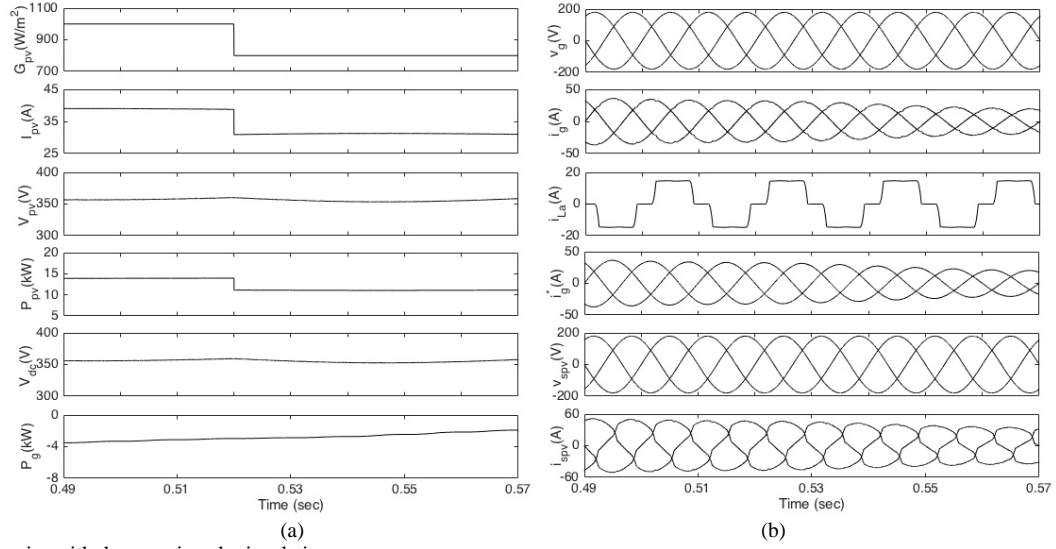 1100
G_pv(W/m²)
900
700
45
I_pv(A)
35
25
400
V_pv(V)
350
300
20
P_pv(kW)
15
10
5
400
V_dc(V)
350
300
0
P_g(kW)
-4
-8
0.49 0.51 0.53 0.55 0.57
Time (sec)
(a)
200
v_g(V)
0
-200
50
i_g(A)
0
-50
20
i_La(A)
0
-20
50
i_g*(A)
0
-50
200
v_spv(V)
0
-200
60
i_spv(A)
0
-60
0.49 0.51 0.53 0.55 0.57
Time (sec)
(b)